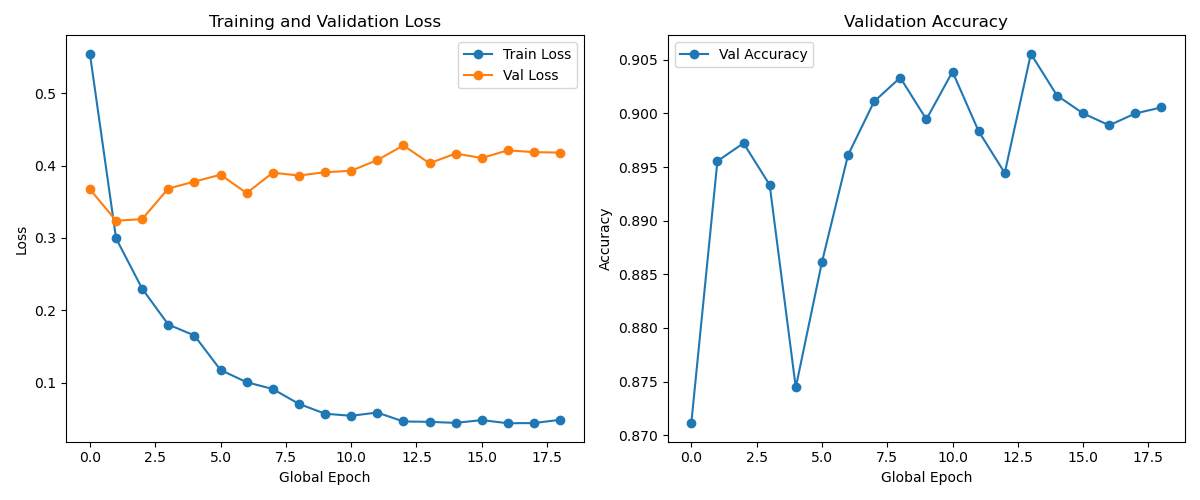 Training and Validation Loss
Train Loss
Val Loss
0.5
0.4
0.3
0.2
0.1
Loss
0.0 2.5 5.0 7.5 10.0 12.5 15.0 17.5
Global Epoch
Validation Accuracy
Val Accuracy
0.905
0.900
0.895
0.890
0.885
0.880
0.875
0.870
Accuracy
0.0 2.5 5.0 7.5 10.0 12.5 15.0 17.5
Global Epoch